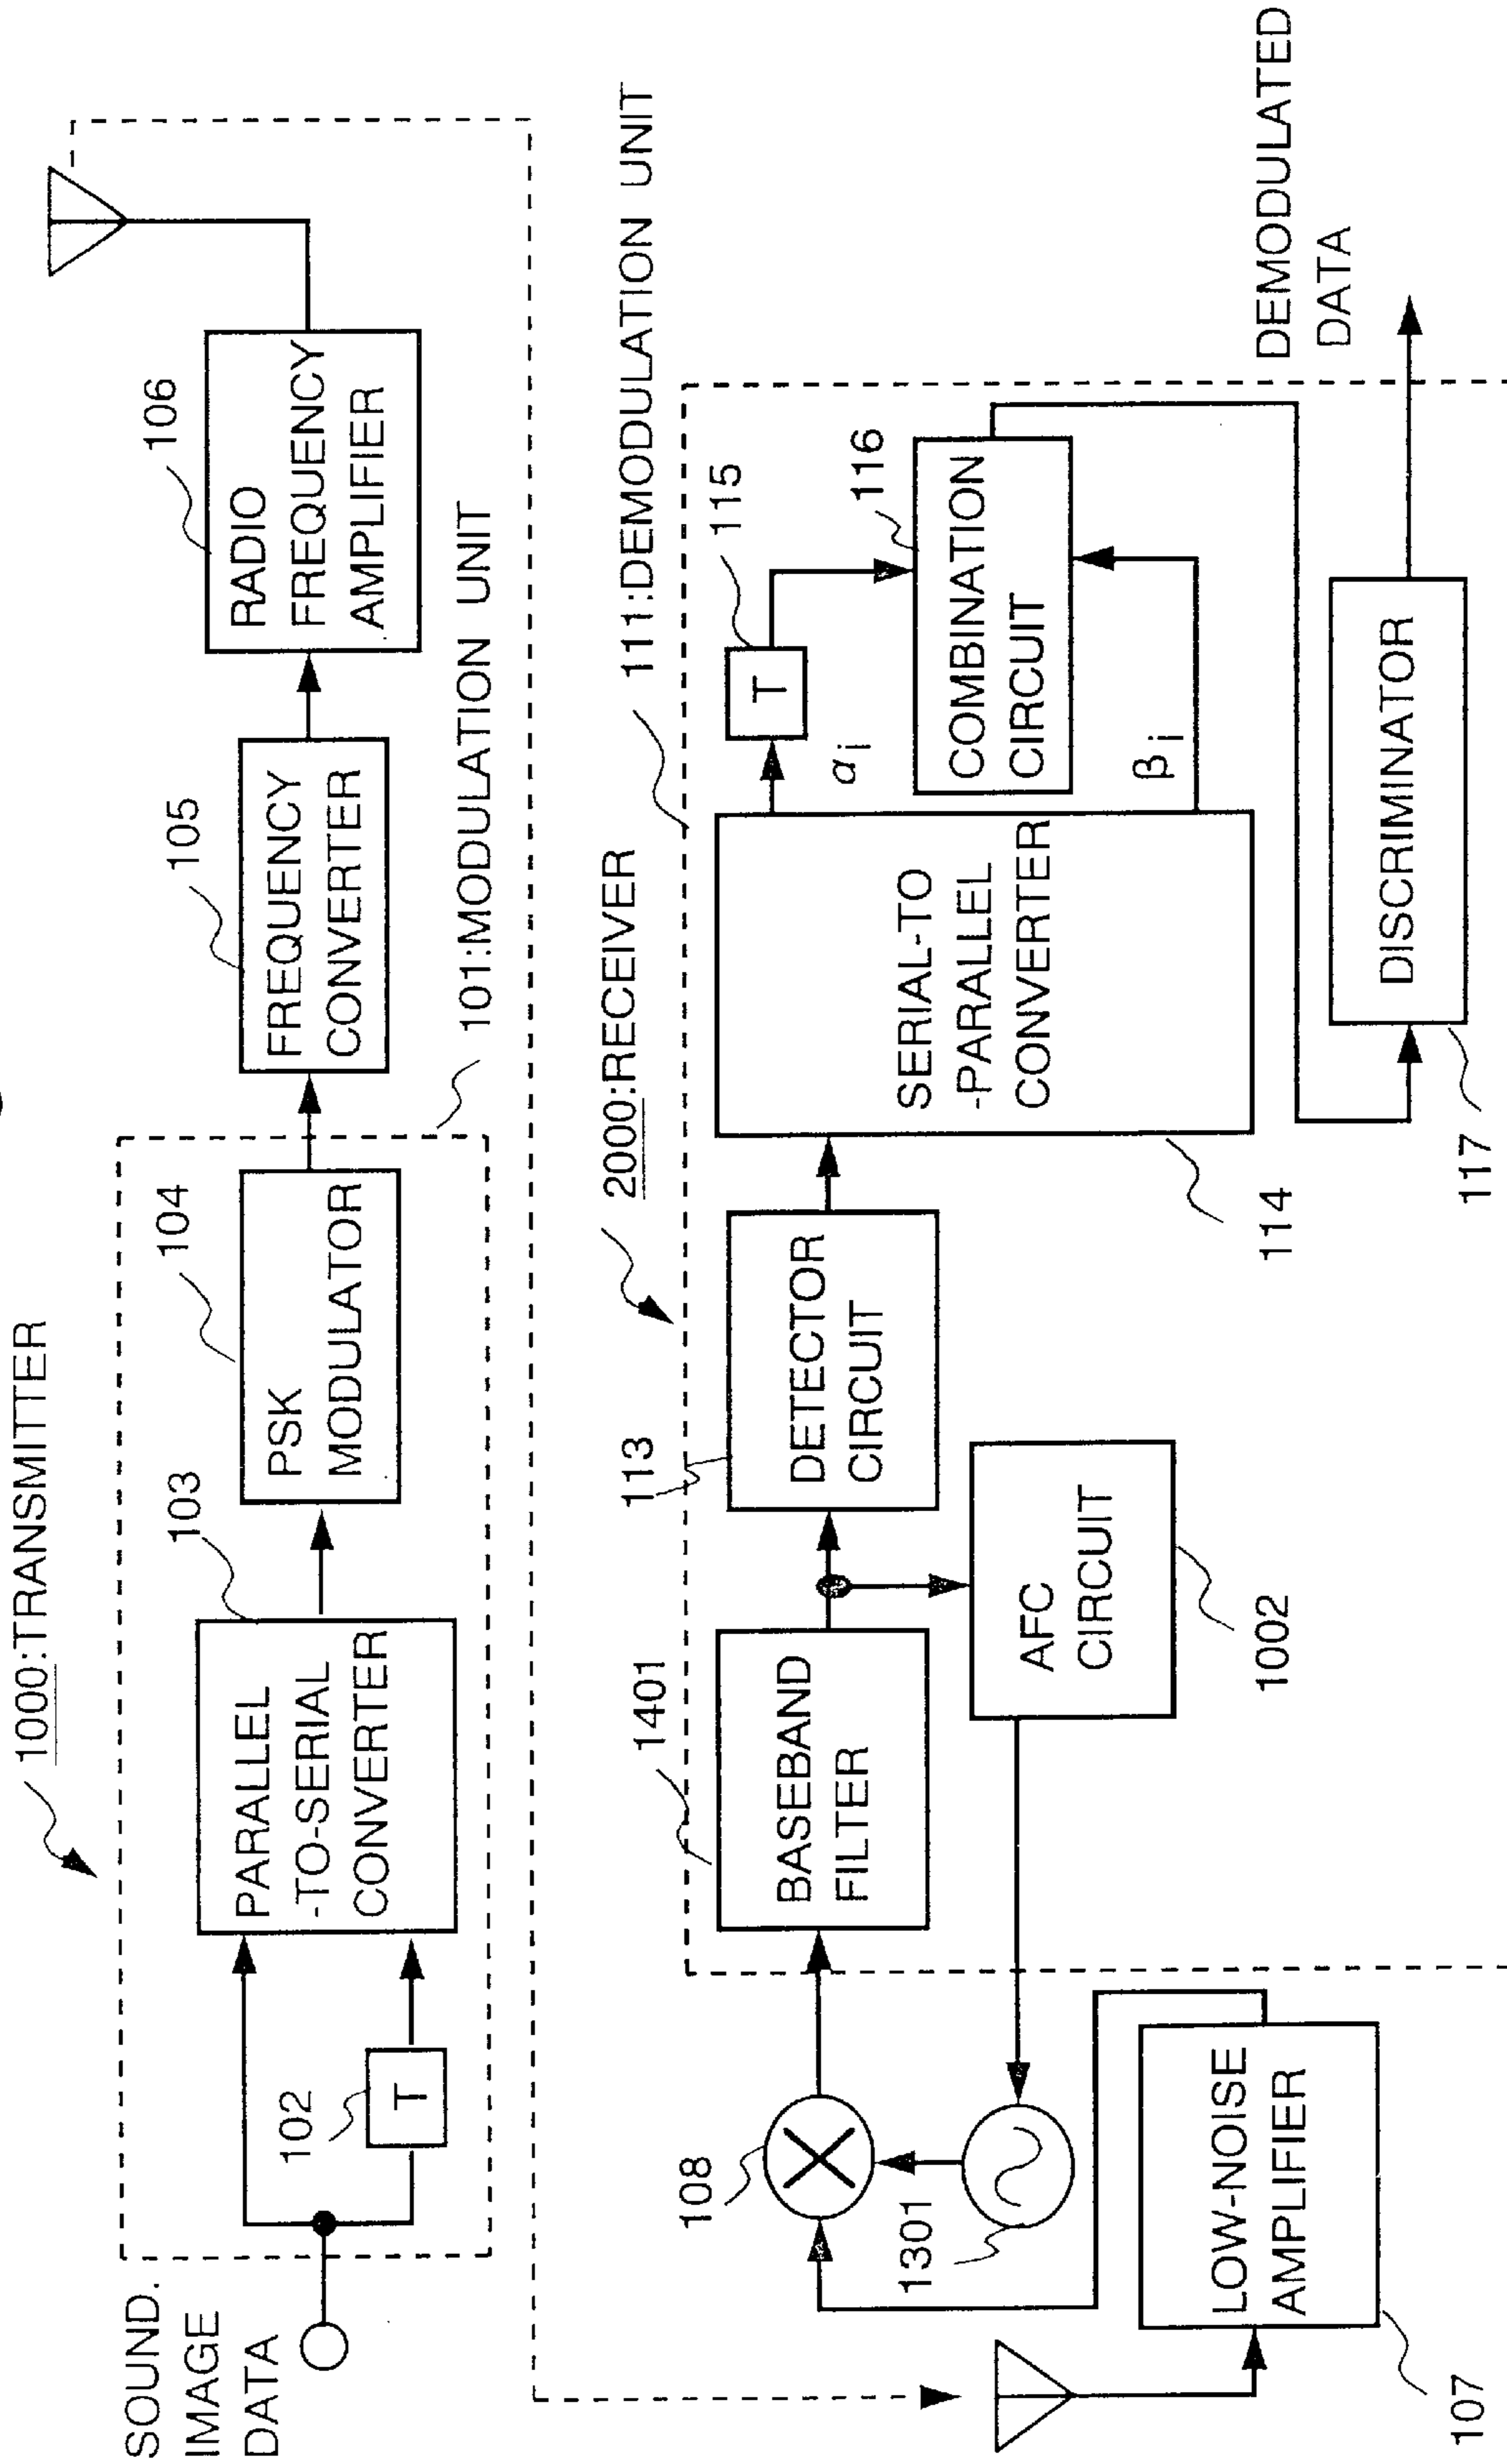 1000:TRANSMITTER
SOUND.
IMAGE
DATA
102
T
103
PARALLEL
-TO-SERIAL
CONVERTER
104
PSK
MODULATOR
101:MODULATION UNIT
105
FREQUENCY
CONVERTER
106
RADIO
FREQUENCY
AMPLIFIER
2000:RECEIVER
111:DEMODULATION UNIT
107
LOW-NOISE
AMPLIFIER
108
1301
1401
BASEBAND
FILTER
AFC
CIRCUIT
1002
113
DETECTOR
CIRCUIT
SERIAL-TO
-PARALLEL
CONVERTER
114
αi
T
115
βi
COMBINATION
CIRCUIT
116
DISCRIMINATOR
117
DEMODULATED
DATA